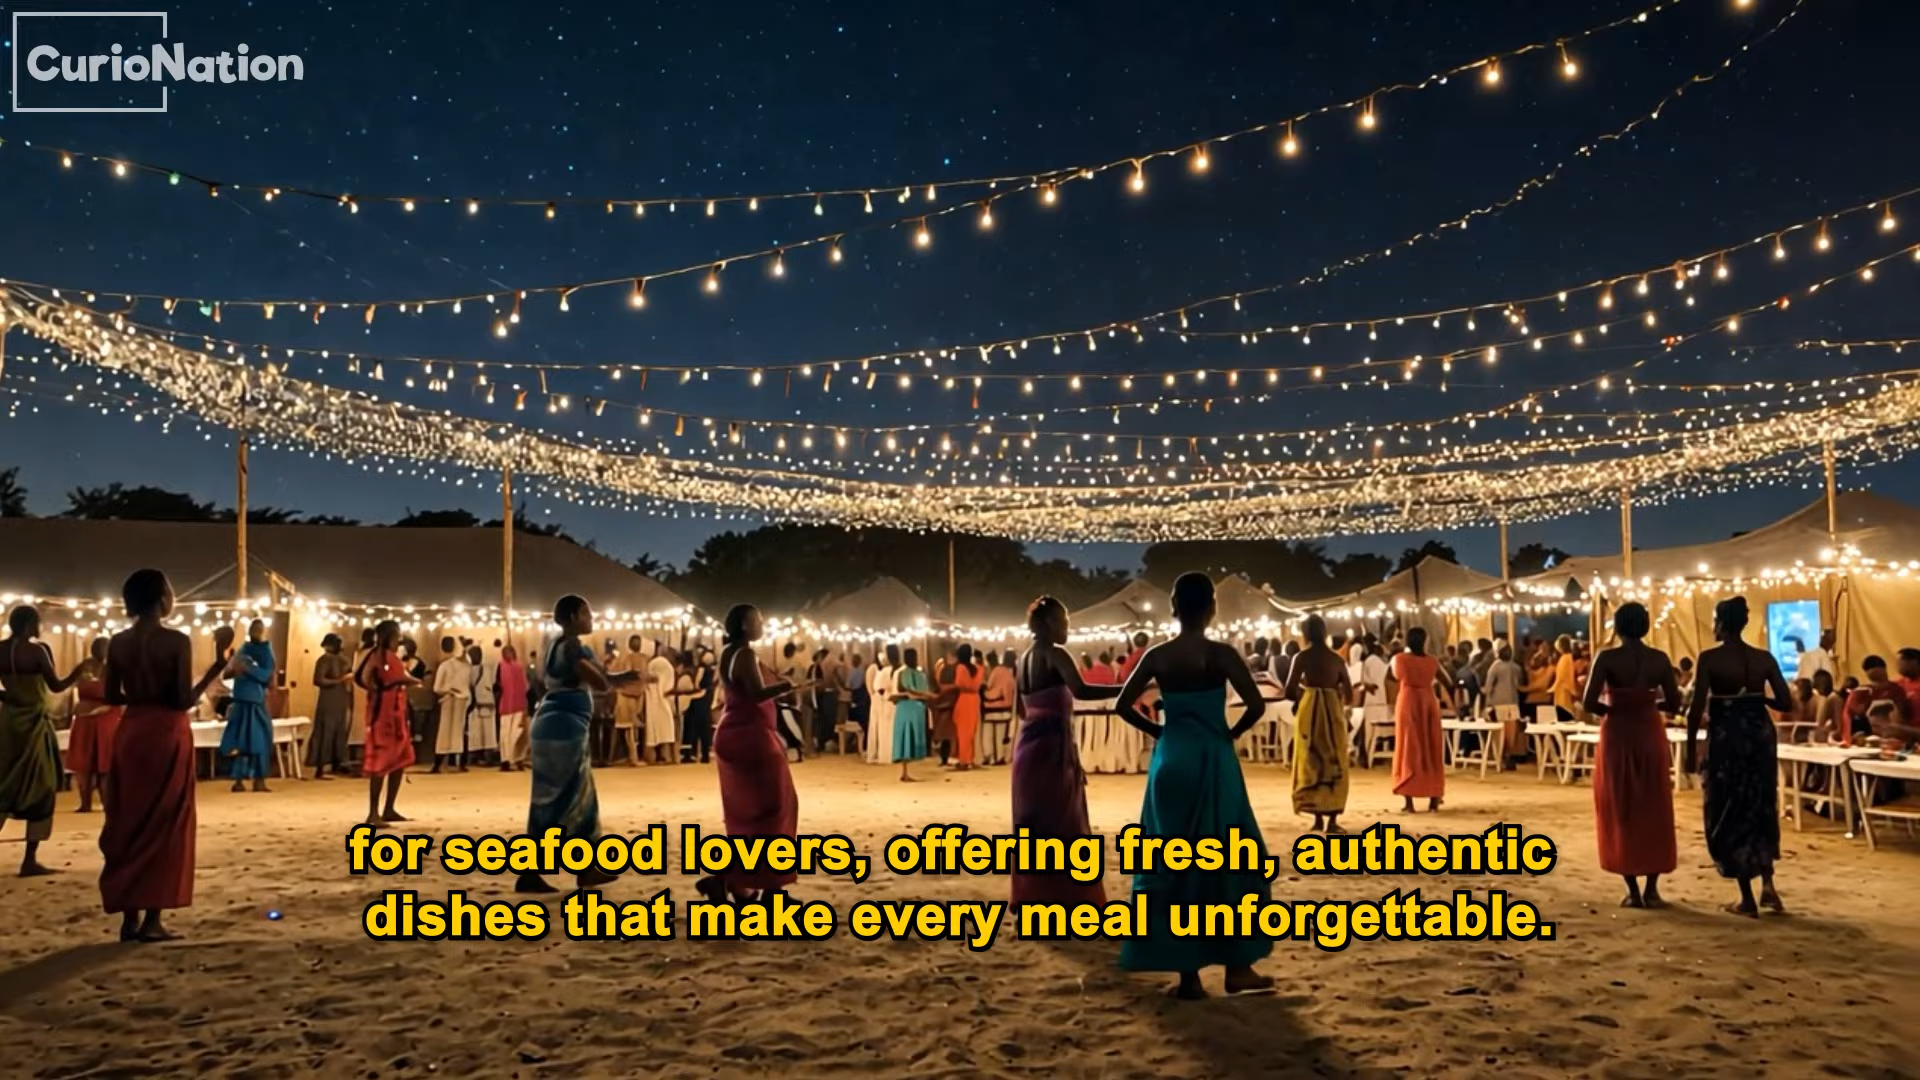 CurioNation
for seafood lovers, offering fresh, authentic
dishes that make every meal unforgettable.